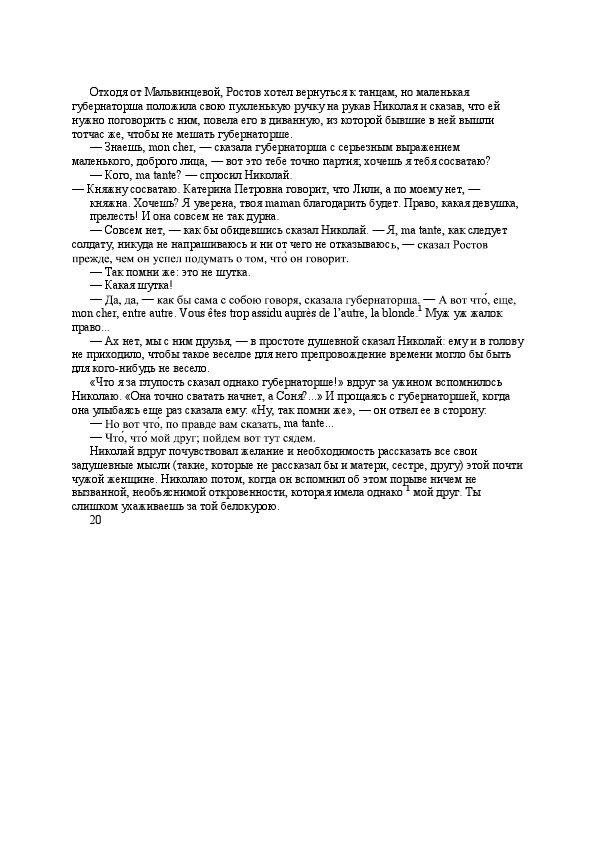 Отходя от Мальвинцевой, Ростов хотел вернуться к танцам, но маленькая
губернаторша положила свою пухленькую ручку на рукав Николая и сказав, что ей
нужно поговорить с ним, повела его в диванную, из которой бывшие в ней вышли
тотчас же, чтобы не мешать губернаторше.
— Знаешь, mon cher, — сказала губернаторша с серьезным выражением
маленького, доброго лица, — вот это тебе точно партия; хочешь я тебя сосватаю?
— Кого, ma tante? — спросил Николай.
— Княжну сосватаю. Катерина Петровна говорит, что Лили, а по моему нет, —
княжна. Хочешь? Я уверена, твоя maman благодарить будет. Право, какая девушка,
прелесть! И она совсем не так дурна.
— Совсем нет, — как бы обидевшись сказал Николай. — Я, ma tante, как следует
солдату, никуда не напрашиваюсь и ни от чего не отказываюсь, — сказал Ростов
прежде, чем он успел подумать о том, что́ он говорит.
— Так помни же: это не шутка.
— Какая шутка!
— Да, да, — как бы сама с собою говоря, сказала губернаторша. — А вот что́, еще,
mon cher, entre autre. Vous êtes trop assidu auprès de l’autre, la blonde.¹ Муж уж жалок
право...
— Ах нет, мы с ним друзья, — в простоте душевной сказал Николай: ему и в голову
не приходило, чтобы такое веселое для него препровождение времени могло бы быть
для кого-нибудь не весело.
«Что я за глупость сказал однако губернаторше!» вдруг за ужином вспомнилось
Николаю. «Она точно сватать начнет, а Соня?...» И прощаясь с губернаторшей, когда
она улыбаясь еще раз сказала ему: «Ну, так помни же», — он отвел ее в сторону:
— Но вот что́, по правде вам сказать, ma tante...
— Что́, что́ мой друг; пойдем вот тут сядем.
Николай вдруг почувствовал желание и необходимость рассказать все свои
задушевные мысли (такие, которые не рассказал бы и матери, сестре, другу) этой почти
чужой женщине. Николаю потом, когда он вспомнил об этом порыве ничем не
вызванной, необъяснимой откровенности, которая имела однако ¹ мой друг. Ты
слишком ухаживаешь за той белокурою.
20